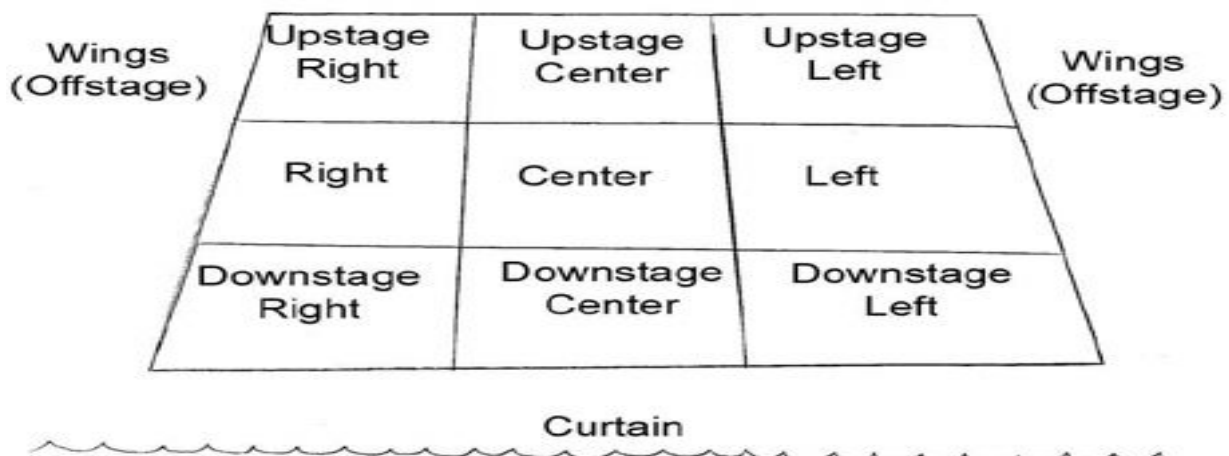 Wings
(Offstage)
Upstage
Right
Upstage
Center
Upstage
Left
Wings
(Offstage)
Right
Center
Left
Downstage
Right
Downstage
Center
Downstage
Left
Curtain